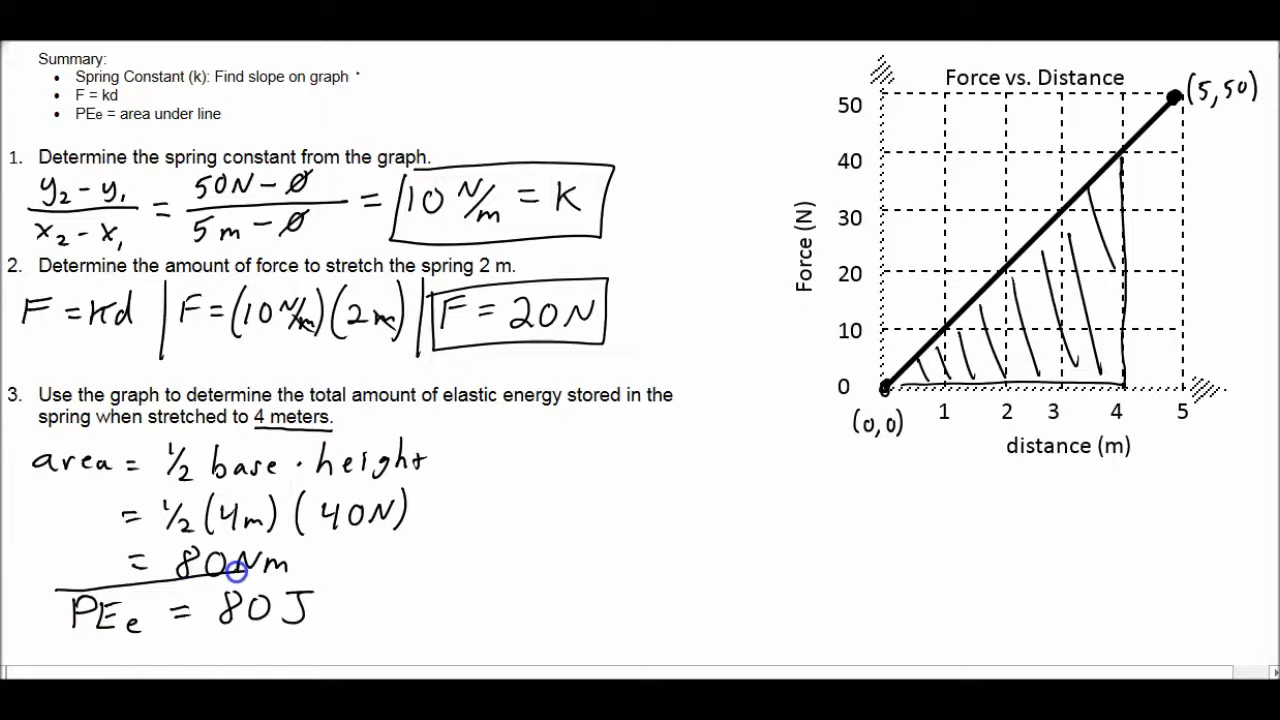 Summary:
• Spring Constant (k): Find slope on graph
• F = kd
• PEe = area under line
1. Determine the spring constant from the graph.
y₂ - y₁ / x₂ - x₁ = 50N - 0 / 5m - 0 = 10 N/m = K
2. Determine the amount of force to stretch the spring 2 m.
F = Kd | F = (10 N/m)(2m) | F = 20N
3. Use the graph to determine the total amount of elastic energy stored in the
spring when stretched to 4 meters.
area = 1/2 base · height
= 1/2 (4m) (40N)
= 80Nm
PEe = 80J
Force vs. Distance
(5,50)
50
40
30
20
10
0
Force (N)
(0,0)
1 2 3 4 5
distance (m)